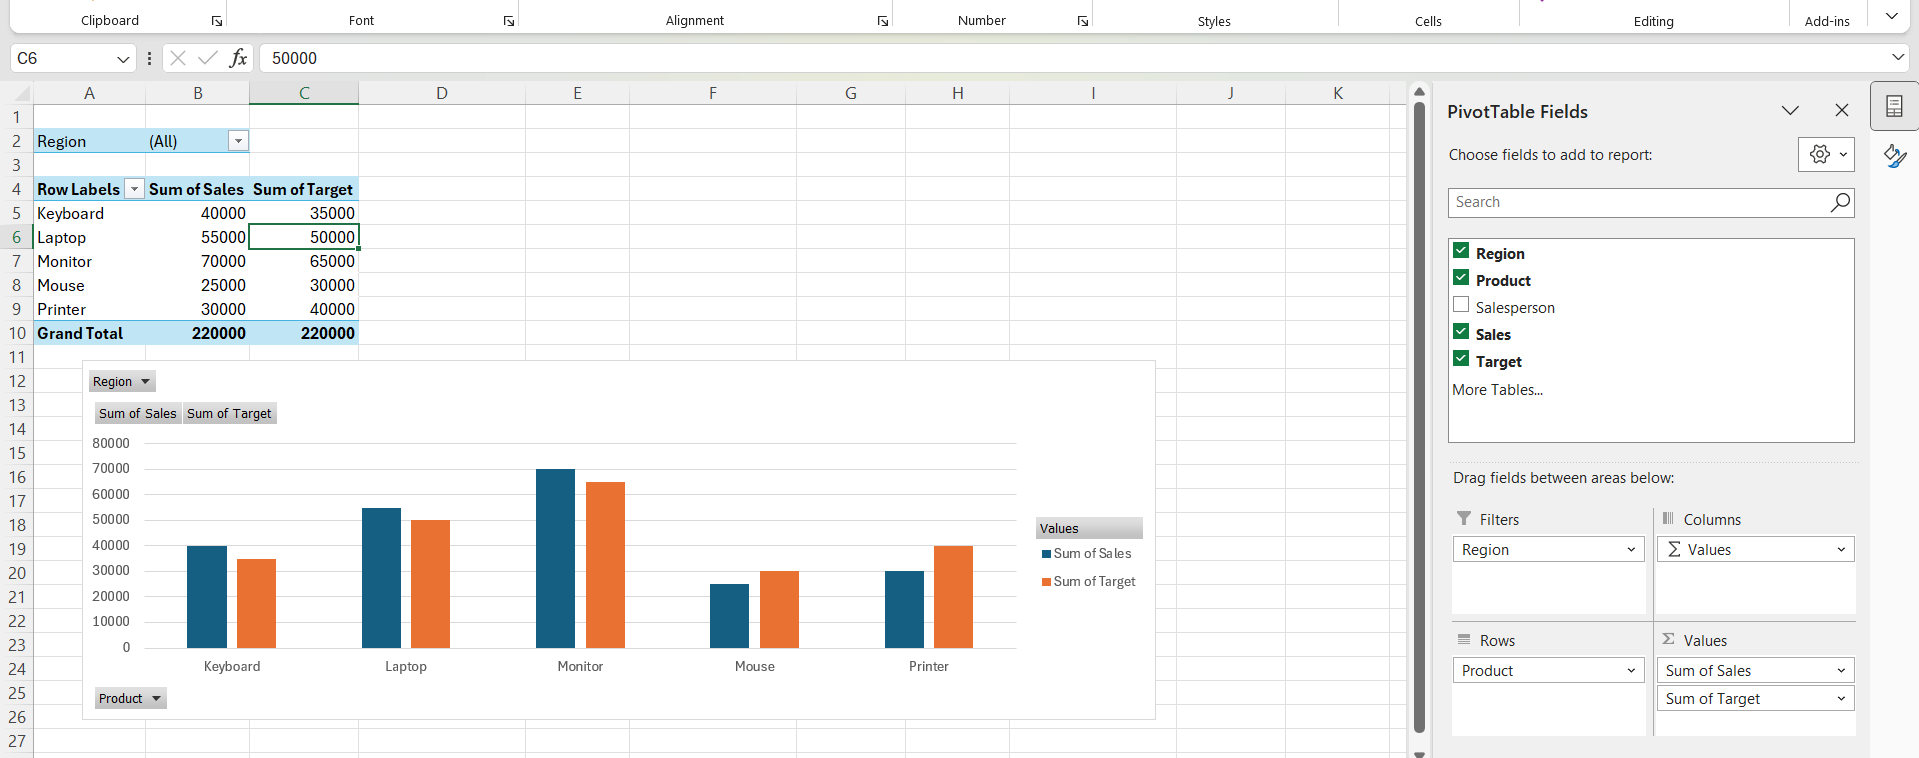 Clipboard Font Alignment Number Styles Cells Editing Add-ins
C6 fx 50000
A B C D E F G H I J K
1
2 Region (All)
3
4 Row Labels Sum of Sales Sum of Target
5 Keyboard 40000 35000
6 Laptop 55000 50000
7 Monitor 70000 65000
8 Mouse 25000 30000
9 Printer 30000 40000
10 Grand Total 220000 220000
11
12
13
14
15
16
17
18
19
20
21
22
23
24
25
26
27
Region
Sum of Sales Sum of Target
80000
70000
60000
50000
40000
30000
20000
10000
0
Keyboard Laptop Monitor Mouse Printer
Values
Sum of Sales
Sum of Target
Product
PivotTable Fields
Choose fields to add to report:
Search
Region
Product
Salesperson
Sales
Target
More Tables...
Drag fields between areas below:
Filters Columns
Region Σ Values
Rows Σ Values
Product Sum of Sales
Sum of Target